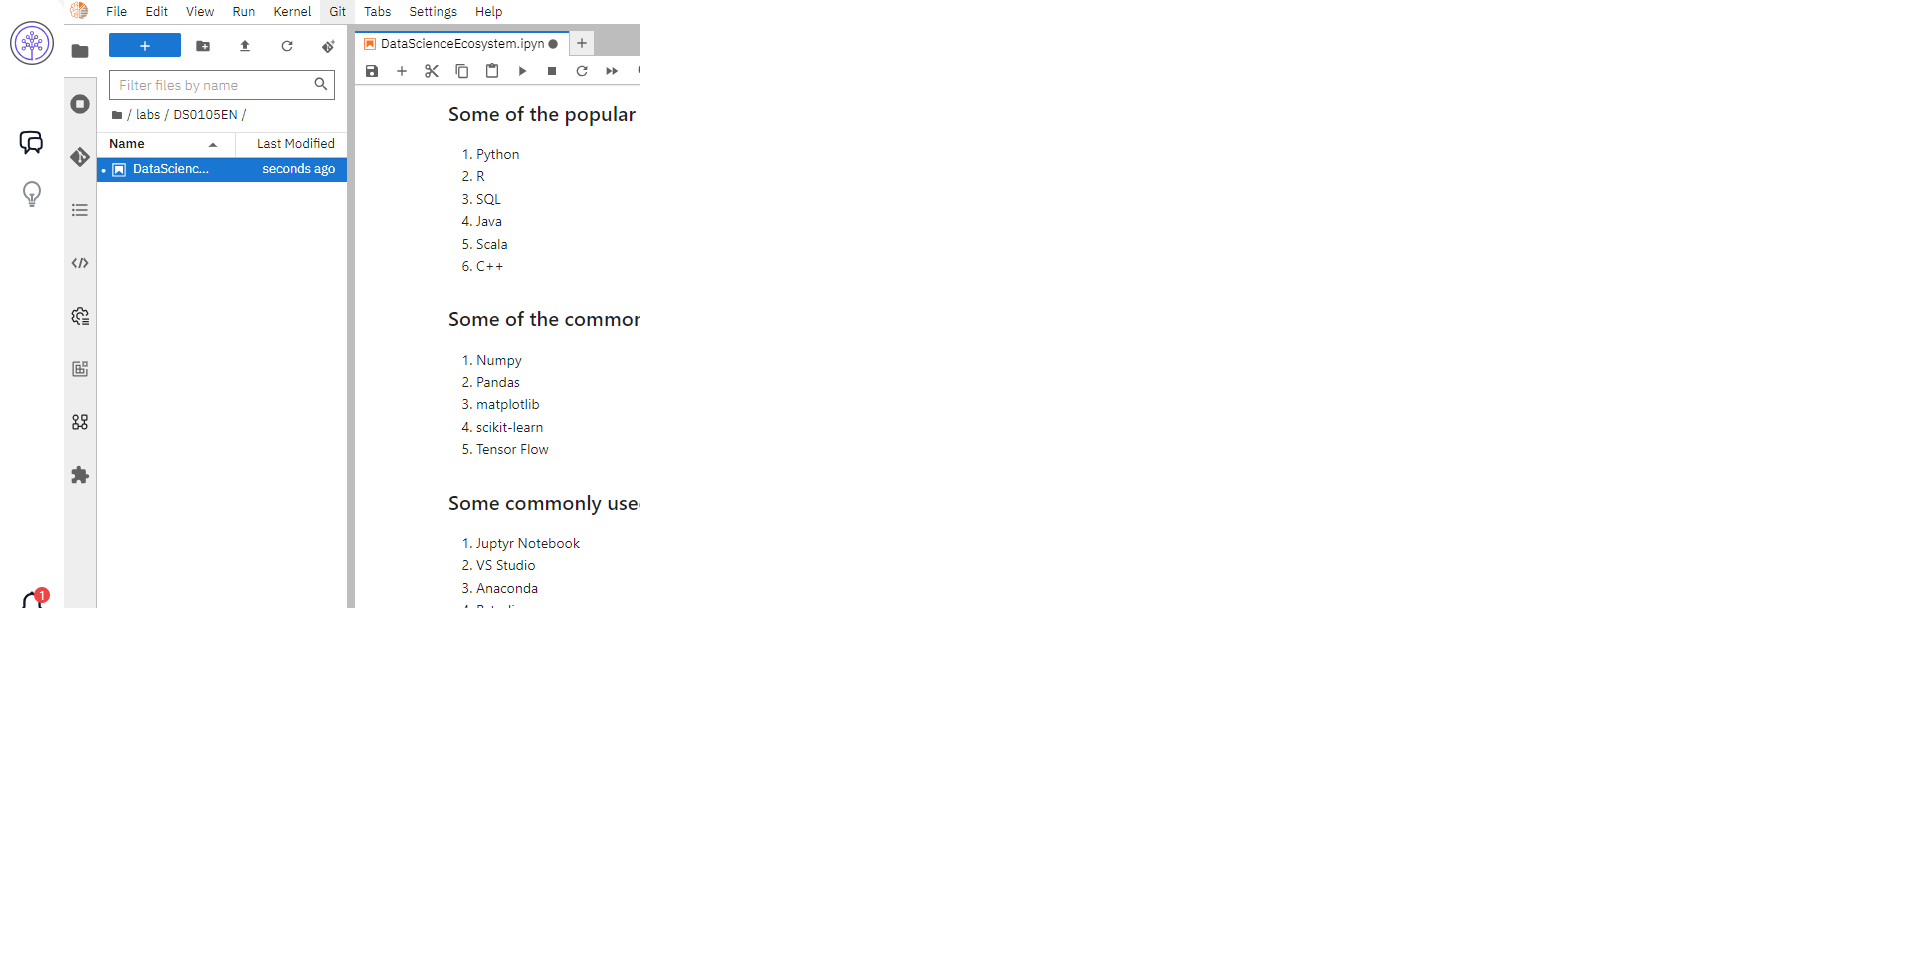 File Edit View Run Kernel Git Tabs Settings Help
Filter files by name
/ labs / DS0105EN /
Name Last Modified
DataScienc... seconds ago
DataScienceEcosystem.ipyn
Some of the popular
1. Python
2. R
3. SQL
4. Java
5. Scala
6. C++
Some of the common
1. Numpy
2. Pandas
3. matplotlib
4. scikit-learn
5. Tensor Flow
Some commonly use
1. Juptyr Notebook
2. VS Studio
3. Anaconda
1